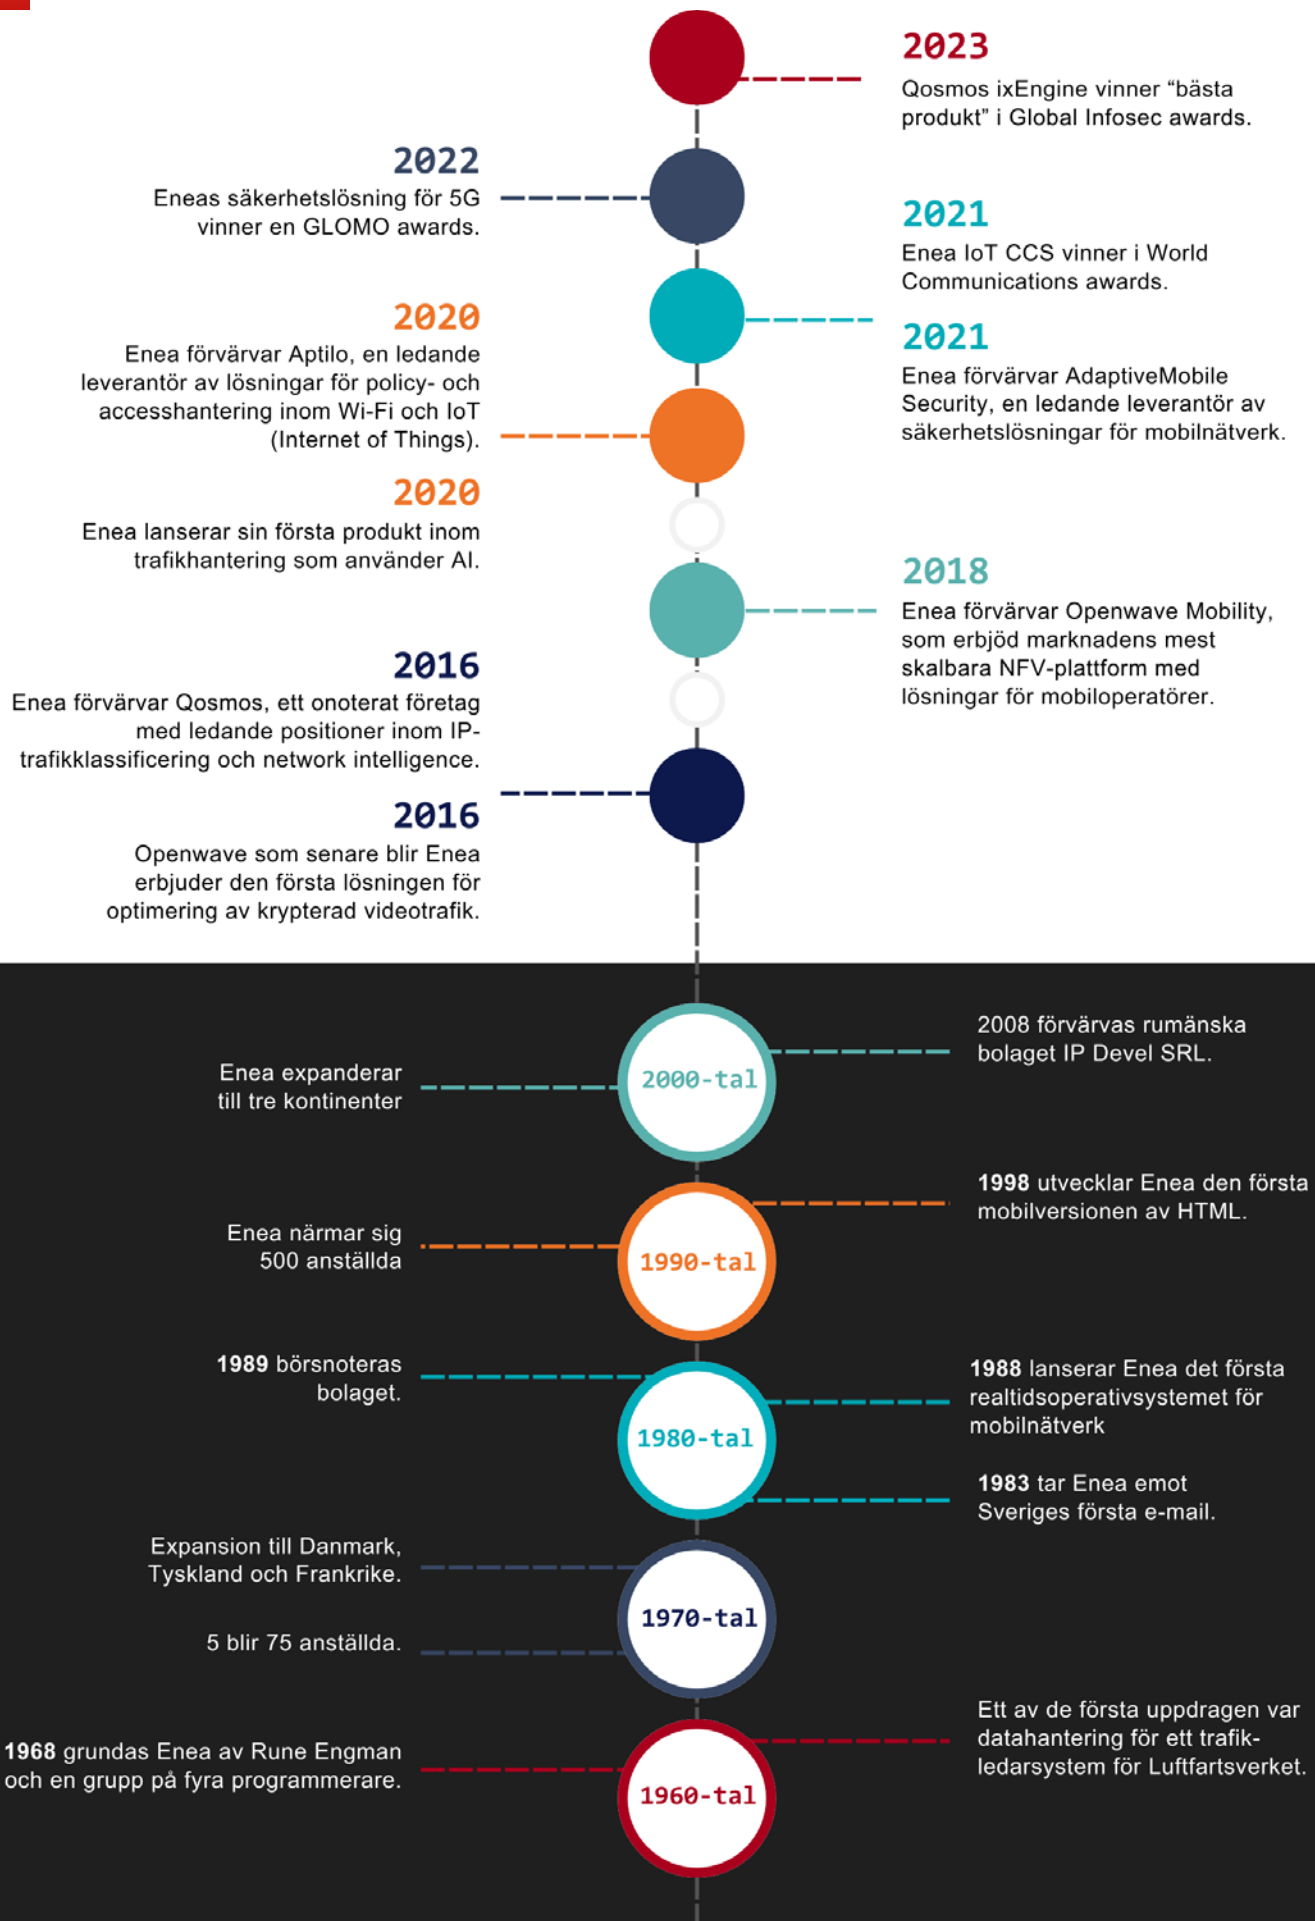 2023
Qosmos ixEngine vinner “bästa
produkt” i Global Infosec awards.
2022
Eneas säkerhetslösning för 5G
vinner en GLOMO awards.
2021
Enea IoT CCS vinner i World
Communications awards.
2021
Enea förvärvar AdaptiveMobile
Security, en ledande leverantör av
säkerhetslösningar för mobilnätverk.
2020
Enea förvärvar Aptilo, en ledande
leverantör av lösningar för policy- och
accesshantering inom Wi-Fi och IoT
(Internet of Things).
2020
Enea lanserar sin första produkt inom
trafikhantering som använder AI.
2018
Enea förvärvar Openwave Mobility,
som erbjöd marknadens mest
skalbara NFV-plattform med
lösningar för mobiloperatörer.
2016
Enea förvärvar Qosmos, ett onoterat företag
med ledande positioner inom IP-
trafikklassificering och network intelligence.
2016
Openwave som senare blir Enea
erbjuder den första lösningen för
optimering av krypterad videotrafik.
2000-tal
2008 förvärvas rumänska
bolaget IP Devel SRL.
Enea expanderar
till tre kontinenter
1990-tal
1998 utvecklar Enea den första
mobilversionen av HTML.
Enea närmar sig
500 anställda
1980-tal
1989 börsnoteras
bolaget.
1988 lanserar Enea det första
realtidsoperativsystemet för
mobilnätverk
1983 tar Enea emot
Sveriges första e-mail.
1970-tal
Expansion till Danmark,
Tyskland och Frankrike.
5 blir 75 anställda.
1960-tal
Ett av de första uppdragen var
datahantering för ett trafik-
ledarsystem för Luftfartsverket.
1968 grundas Enea av Rune Engman
och en grupp på fyra programmerare.